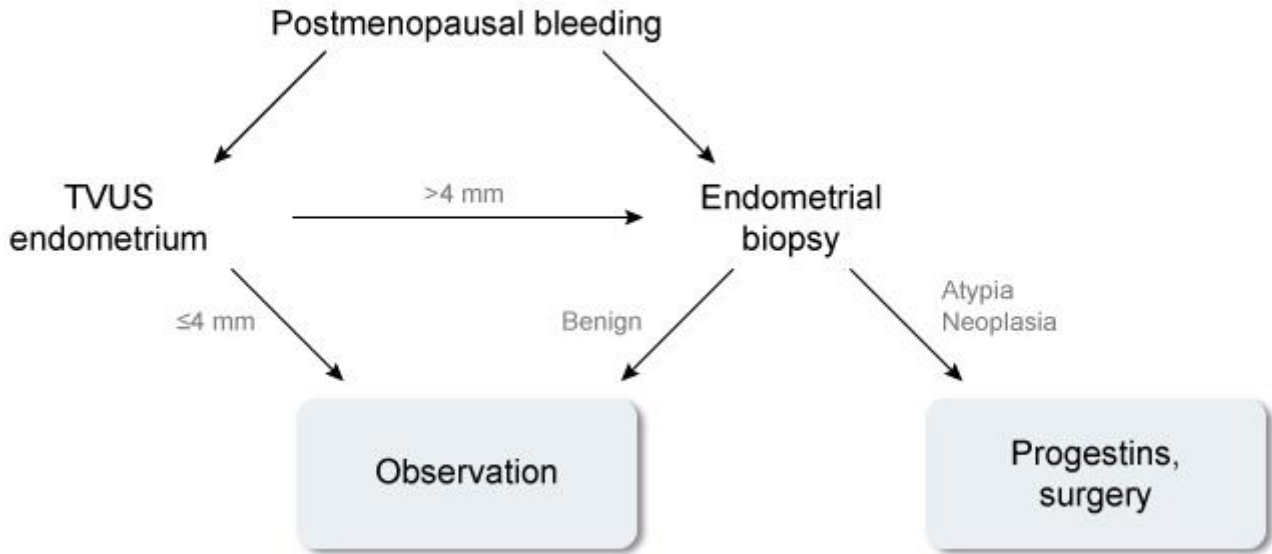 Postmenopausal bleeding
TVUS
endometrium
>4 mm
Endometrial
biopsy
≤4 mm
Benign
Atypia
Neoplasia
Observation
Progestins,
surgery